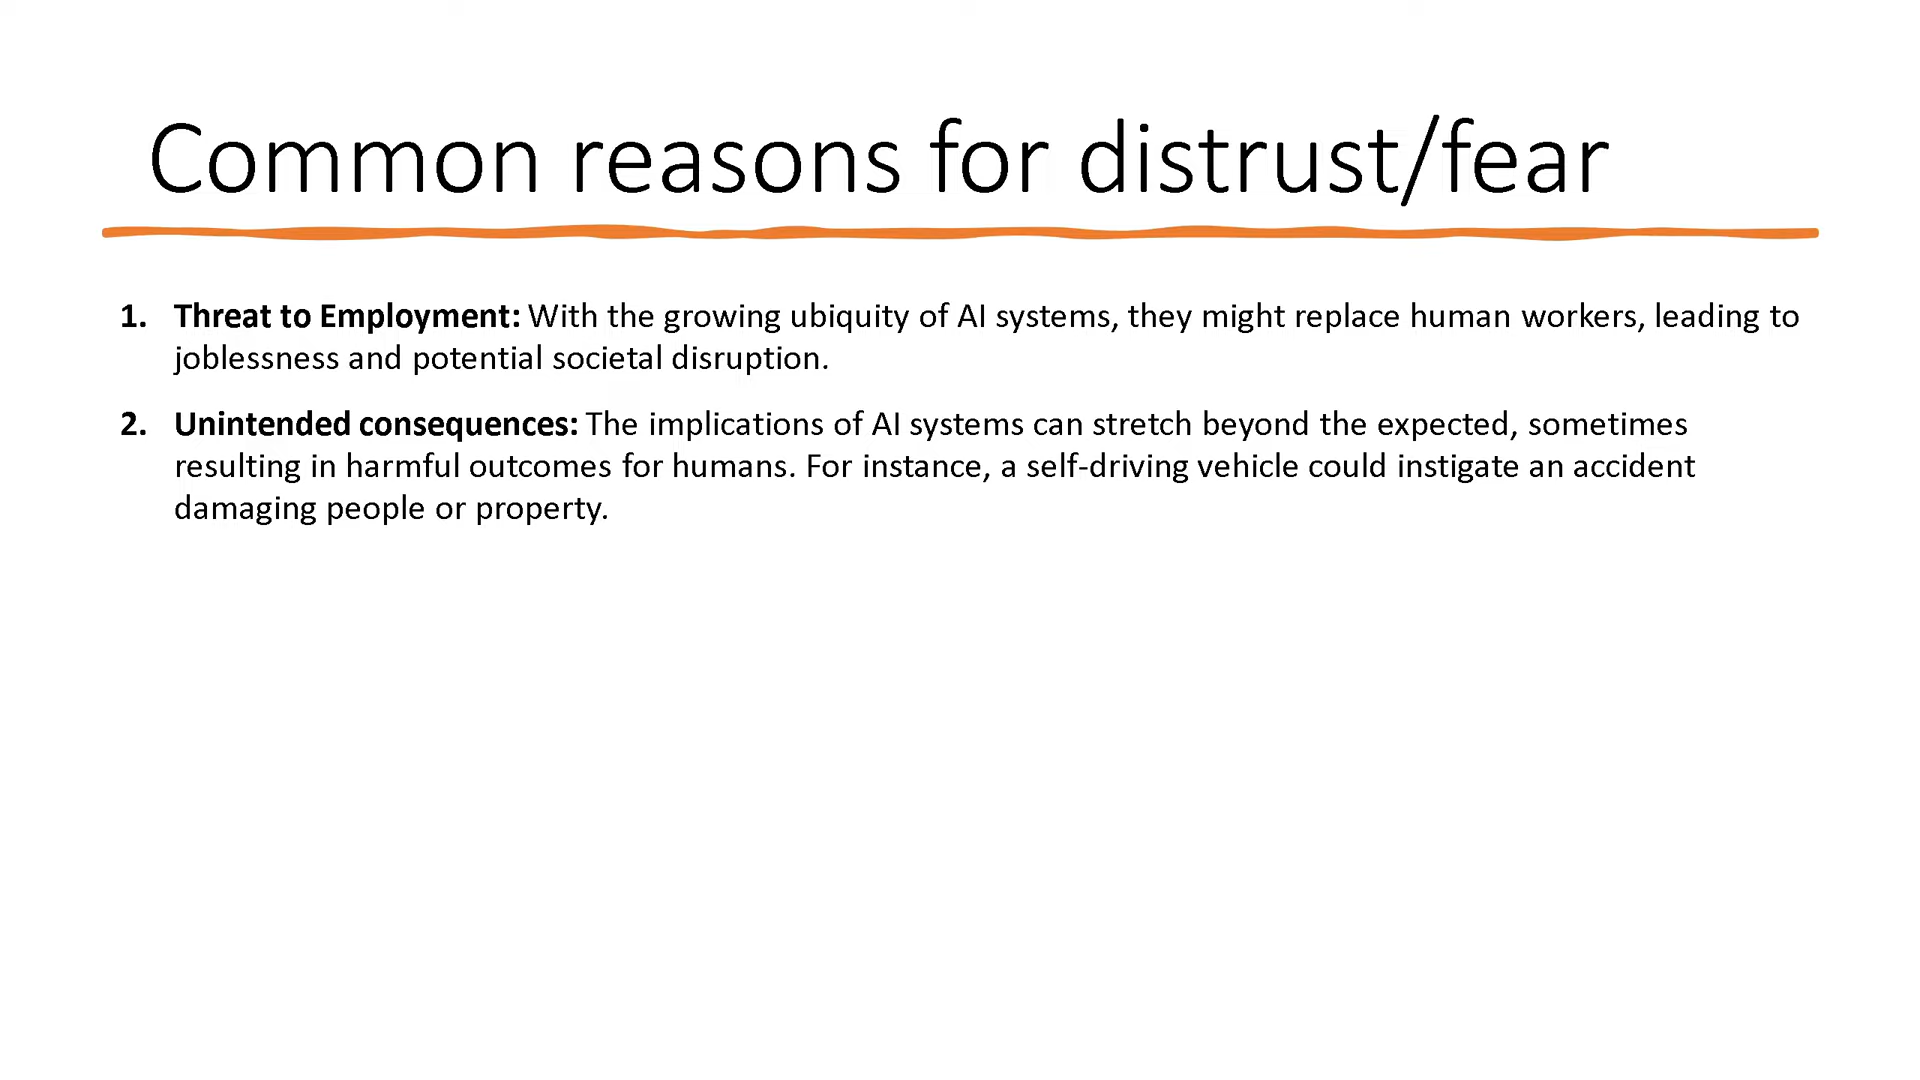 Common reasons for distrust/fear
1. Threat to Employment: With the growing ubiquity of AI systems, they might replace human workers, leading to
joblessness and potential societal disruption.
2. Unintended consequences: The implications of AI systems can stretch beyond the expected, sometimes
resulting in harmful outcomes for humans. For instance, a self-driving vehicle could instigate an accident
damaging people or property.